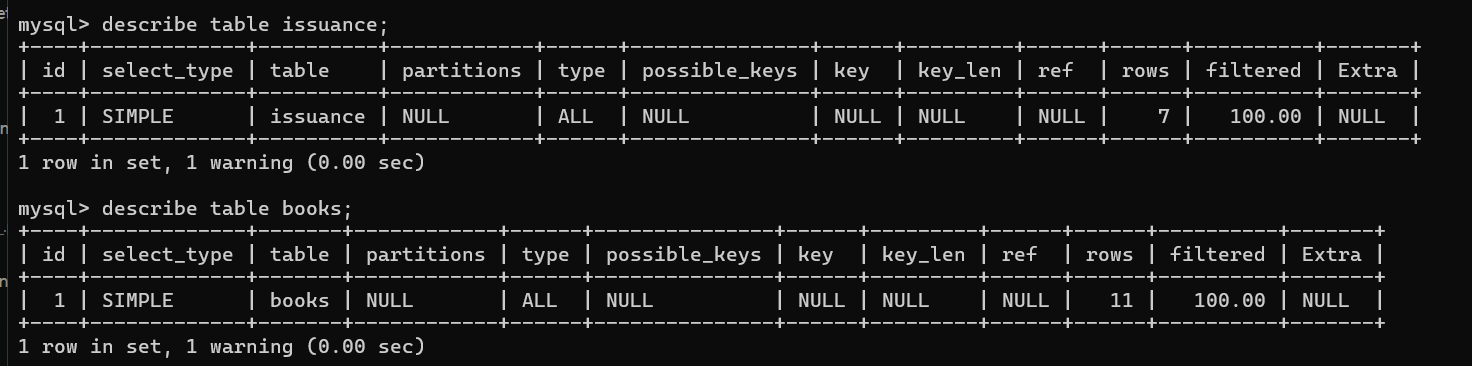 mysql> describe table issuance;
+----+-------------+----------+------------+------+---------------+------+---------+------+------+----------+-------+
| id | select_type | table    | partitions | type | possible_keys | key  | key_len | ref  | rows | filtered | Extra |
+----+-------------+----------+------------+------+---------------+------+---------+------+------+----------+-------+
|  1 | SIMPLE      | issuance | NULL       | ALL  | NULL          | NULL | NULL    | NULL |    7 |   100.00 | NULL  |
+----+-------------+----------+------------+------+---------------+------+---------+------+------+----------+-------+
1 row in set, 1 warning (0.00 sec)
mysql> describe table books;
+----+-------------+-------+------------+------+---------------+------+---------+------+------+----------+-------+
| id | select_type | table | partitions | type | possible_keys | key  | key_len | ref  | rows | filtered | Extra |
+----+-------------+-------+------------+------+---------------+------+---------+------+------+----------+-------+
|  1 | SIMPLE      | books | NULL       | ALL  | NULL          | NULL | NULL    | NULL |   11 |   100.00 | NULL  |
+----+-------------+-------+------------+------+---------------+------+---------+------+------+----------+-------+
1 row in set, 1 warning (0.00 sec)